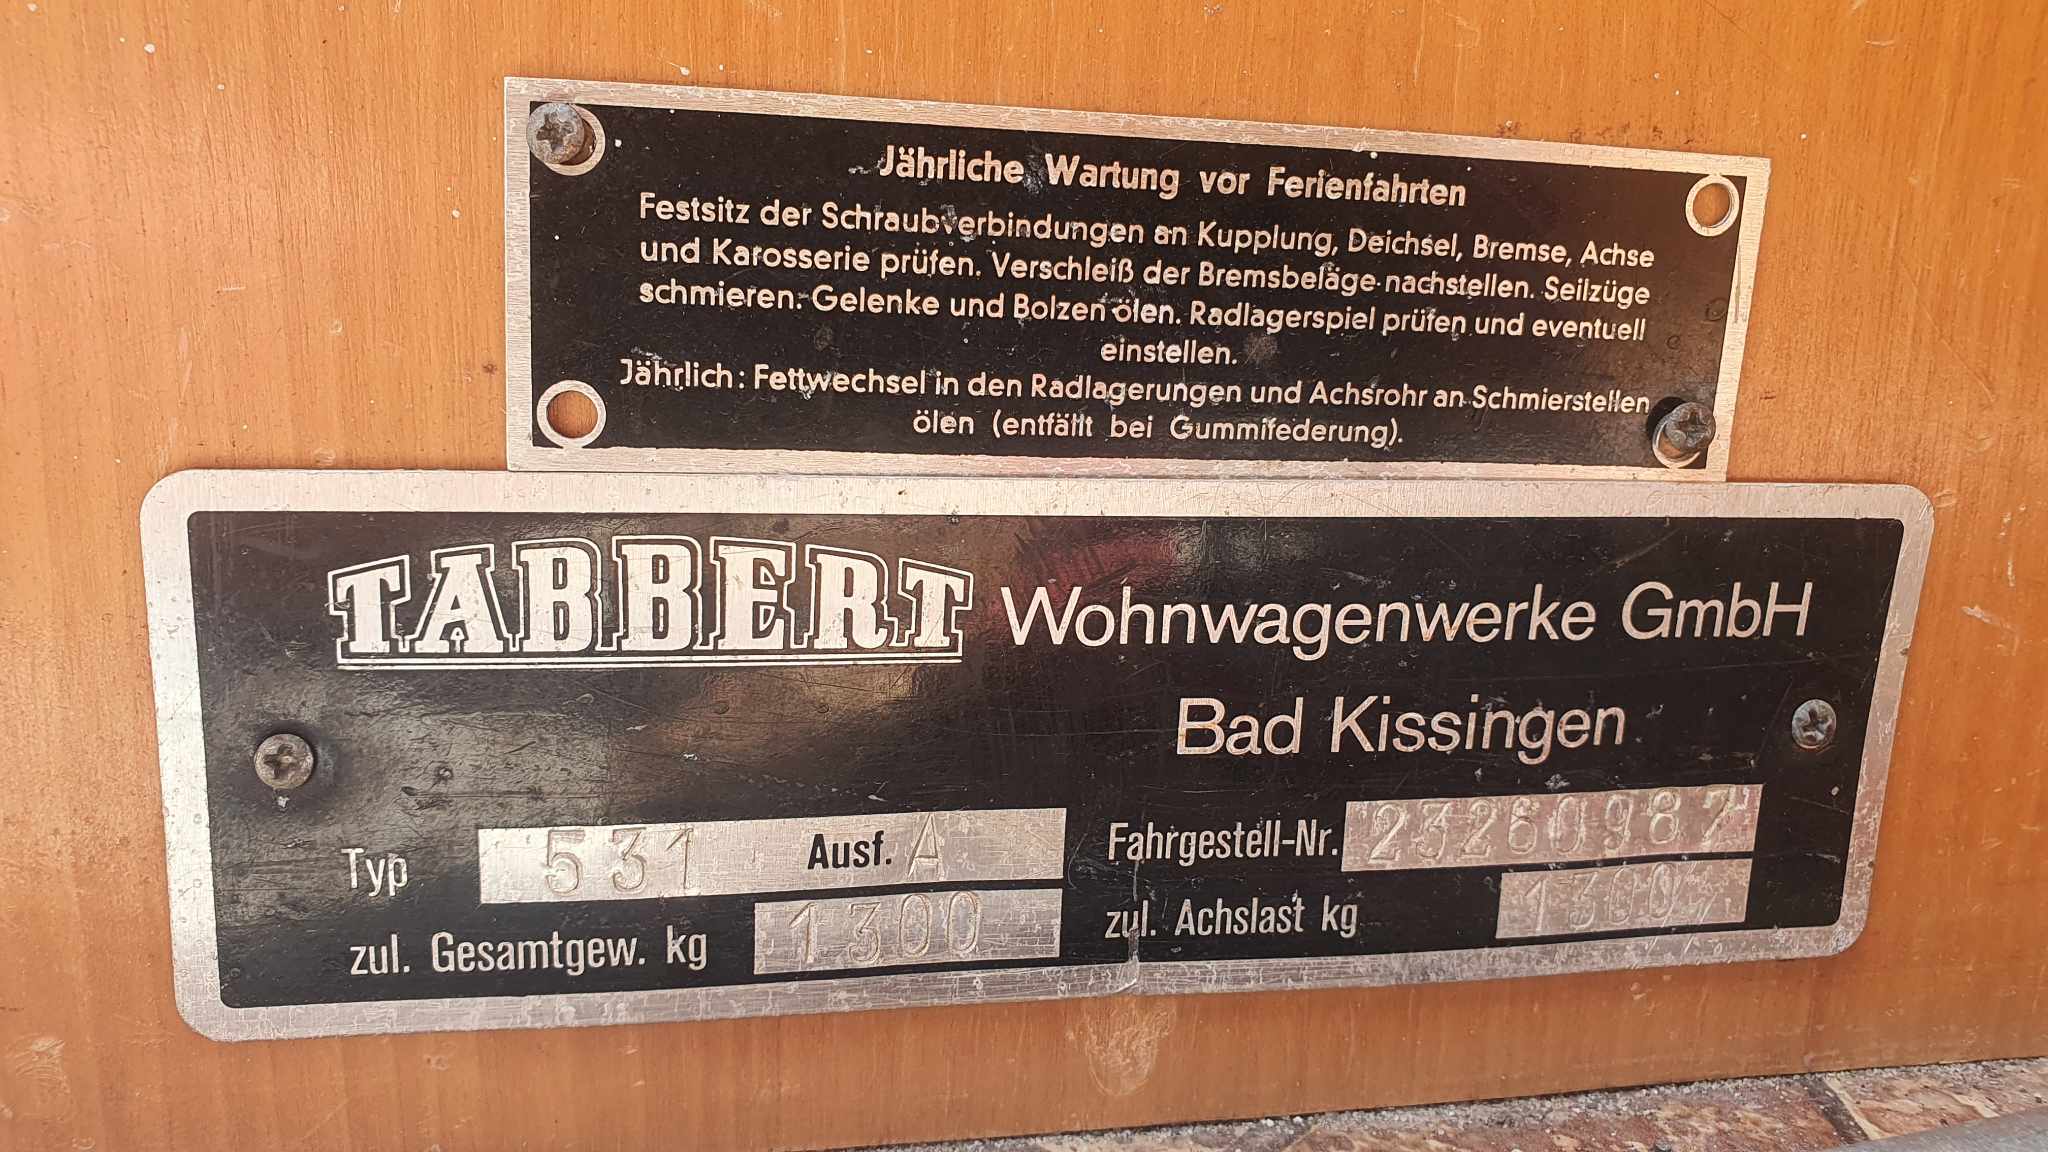 Jährliche Wartung vor Ferienfahrten
Festsitz der Schraubverbindungen an Kupplung, Deichsel, Bremse, Achse
und Karosserie prüfen. Verschleiß der Bremsbeläge nachstellen. Seilzüge
schmieren. Gelenke und Bolzen ölen. Radlagerspiel prüfen und eventuell
einstellen.
Jährlich: Fettwechsel in den Radlagerungen und Achsrohr an Schmierstellen
ölen (entfällt bei Gummifederung).
TABBERT Wohnwagenwerke GmbH
Bad Kissingen
Typ 531 Ausf. A Fahrgestell-Nr. 23260987
zul. Gesamtgew. kg 1300 zul. Achslast kg 1300